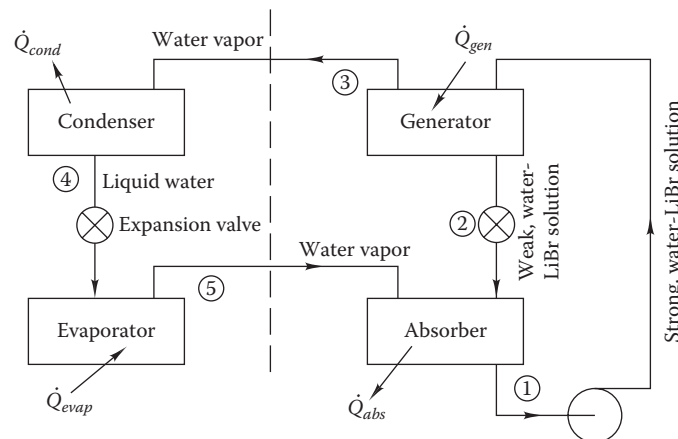 Q̇cond
Water vapor
Q̇gen
③
Condenser
Generator
④
Liquid water
Expansion valve
②
Weak, water-
LiBr solution
Strong, water-LiBr solution
Water vapor
⑤
Evaporator
Absorber
①
Q̇evap
Q̇abs